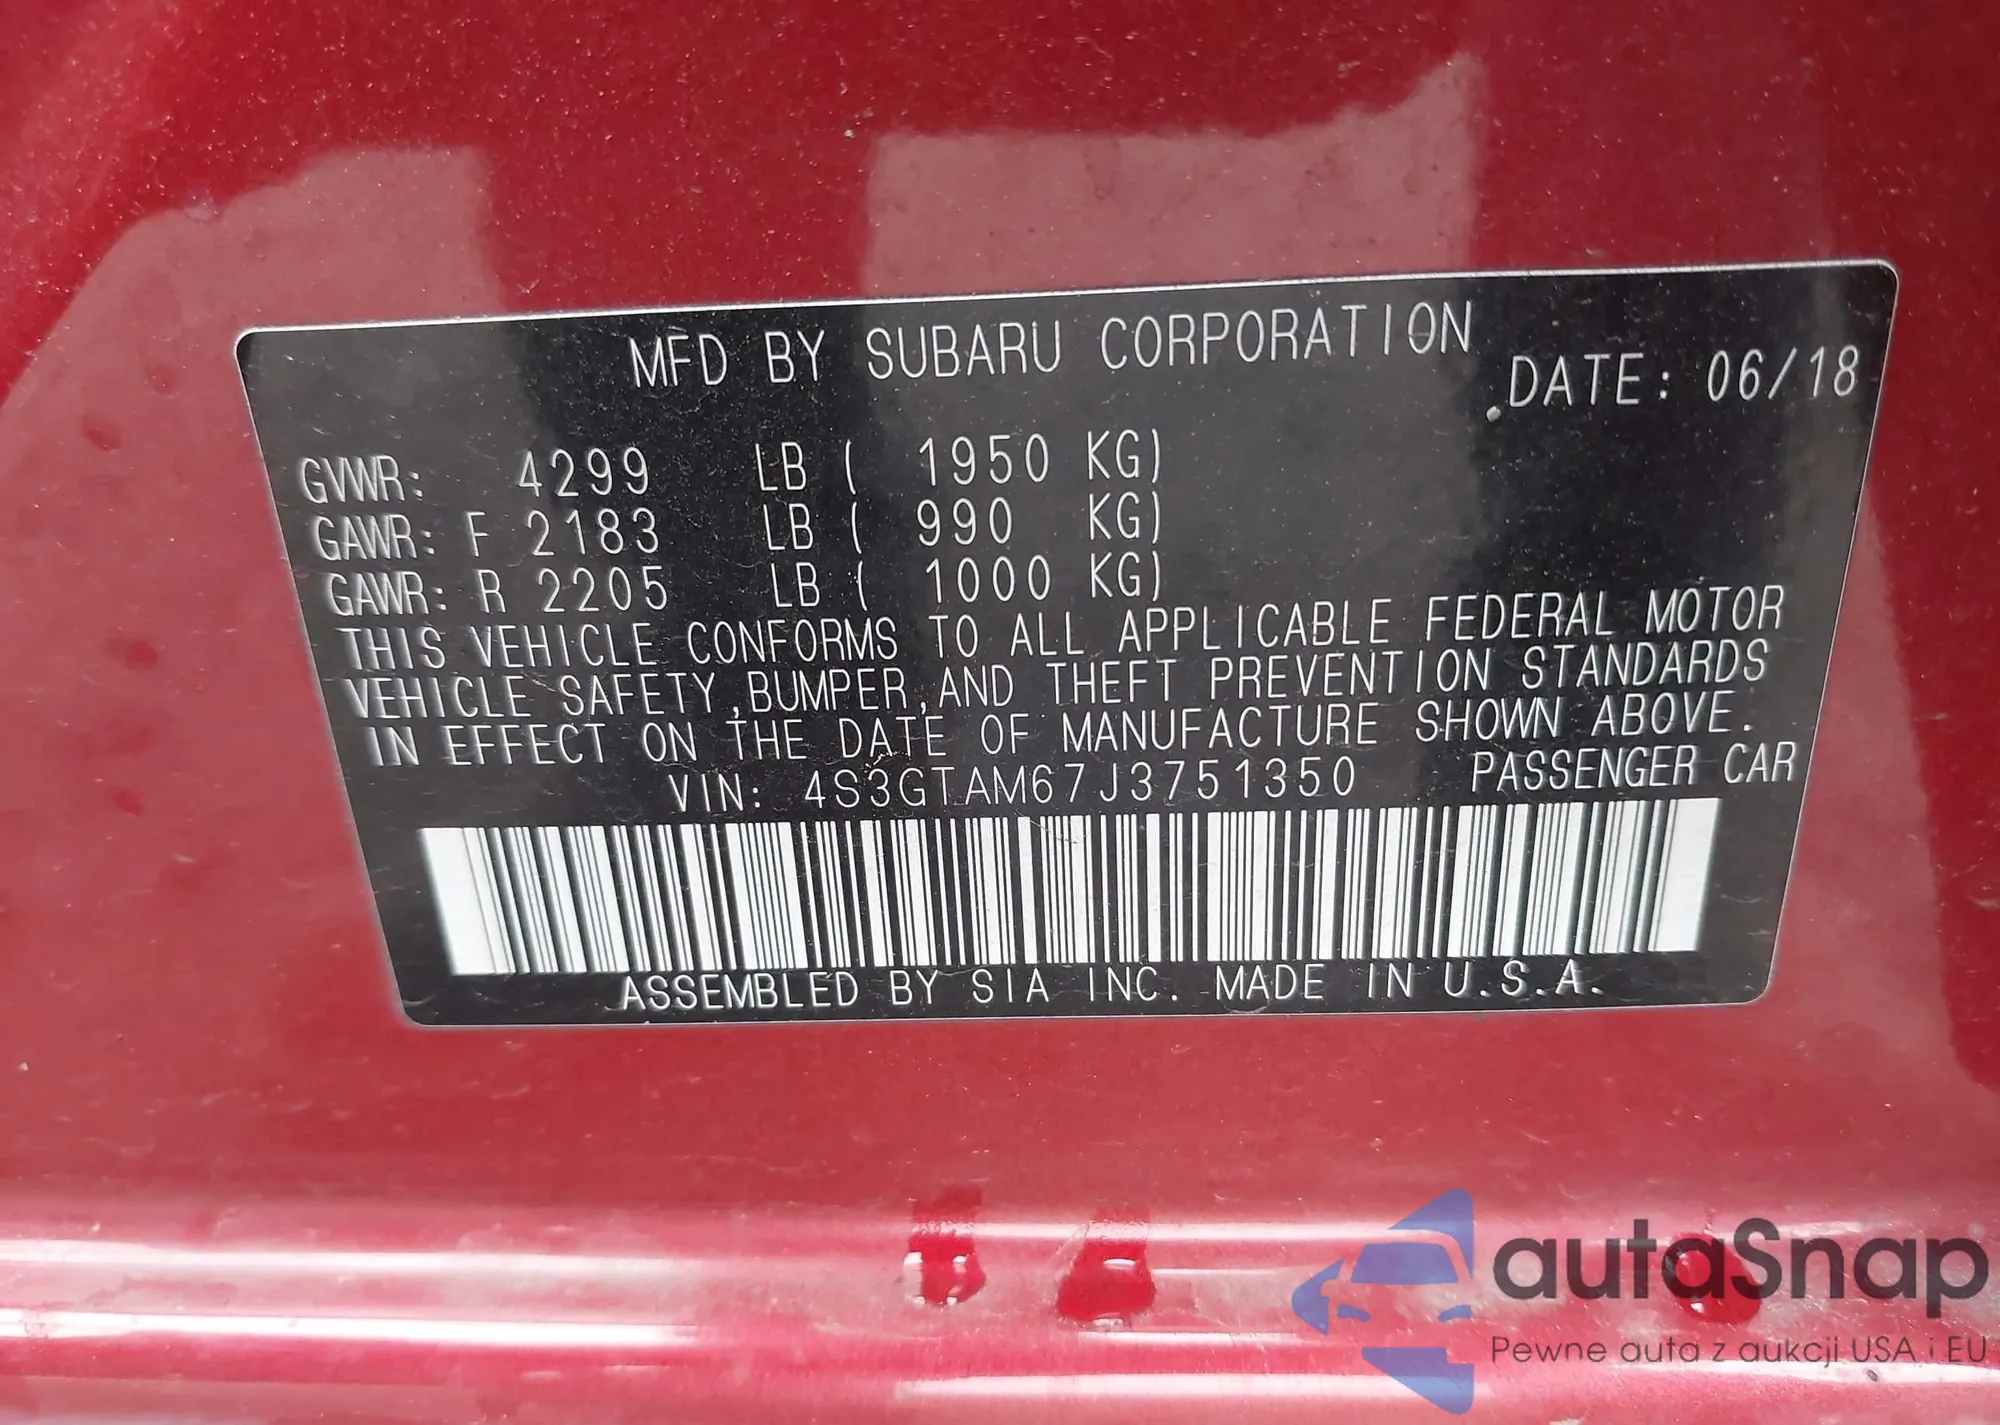 MFD BY SUBARU CORPORATION
DATE: 06/18
GVWR: 4299 LB ( 1950 KG)
GAWR: F 2183 LB ( 990 KG)
GAWR: R 2205 LB ( 1000 KG)
THIS VEHICLE CONFORMS TO ALL APPLICABLE FEDERAL MOTOR
VEHICLE SAFETY,BUMPER,AND THEFT PREVENTION STANDARDS
IN EFFECT ON THE DATE OF MANUFACTURE SHOWN ABOVE.
VIN: 4S3GTAM67J3751350 PASSENGER CAR
ASSEMBLED BY SIA INC. MADE IN U.S.A.
autaSnap
Pewne auta z aukcji USA i EU